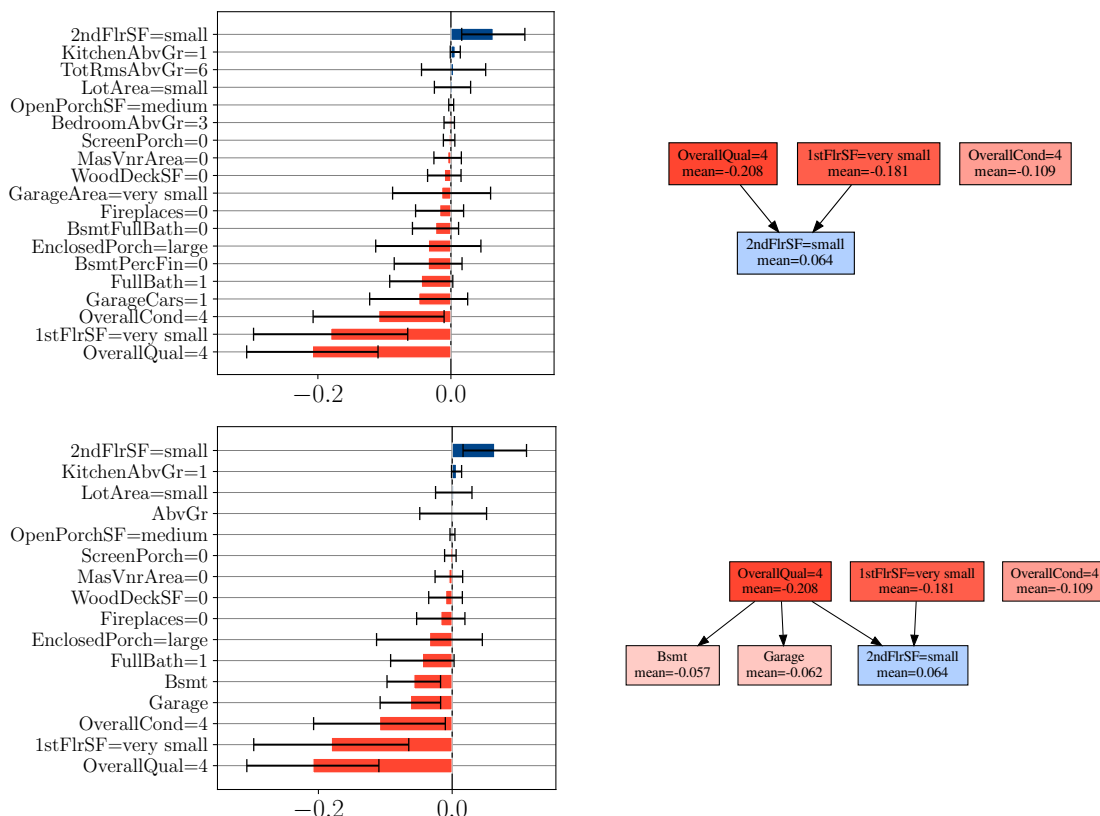 2ndFlrSF=small
KitchenAbvGr=1
TotRmsAbvGr=6
LotArea=small
OpenPorchSF=medium
BedroomAbvGr=3
ScreenPorch=0
MasVnrArea=0
WoodDeckSF=0
GarageArea=very small
Fireplaces=0
BsmtFullBath=0
EnclosedPorch=large
BsmtPercFin=0
FullBath=1
GarageCars=1
OverallCond=4
1stFlrSF=very small
OverallQual=4
−0.2 0.0
OverallQual=4
mean=-0.208
1stFlrSF=very small
mean=-0.181
OverallCond=4
mean=-0.109
2ndFlrSF=small
mean=0.064
2ndFlrSF=small
KitchenAbvGr=1
LotArea=small
AbvGr
OpenPorchSF=medium
ScreenPorch=0
MasVnrArea=0
WoodDeckSF=0
Fireplaces=0
EnclosedPorch=large
FullBath=1
Bsmt
Garage
OverallCond=4
1stFlrSF=very small
OverallQual=4
−0.2 0.0
OverallQual=4
mean=-0.208
1stFlrSF=very small
mean=-0.181
OverallCond=4
mean=-0.109
Bsmt
mean=-0.057
Garage
mean=-0.062
2ndFlrSF=small
mean=0.064